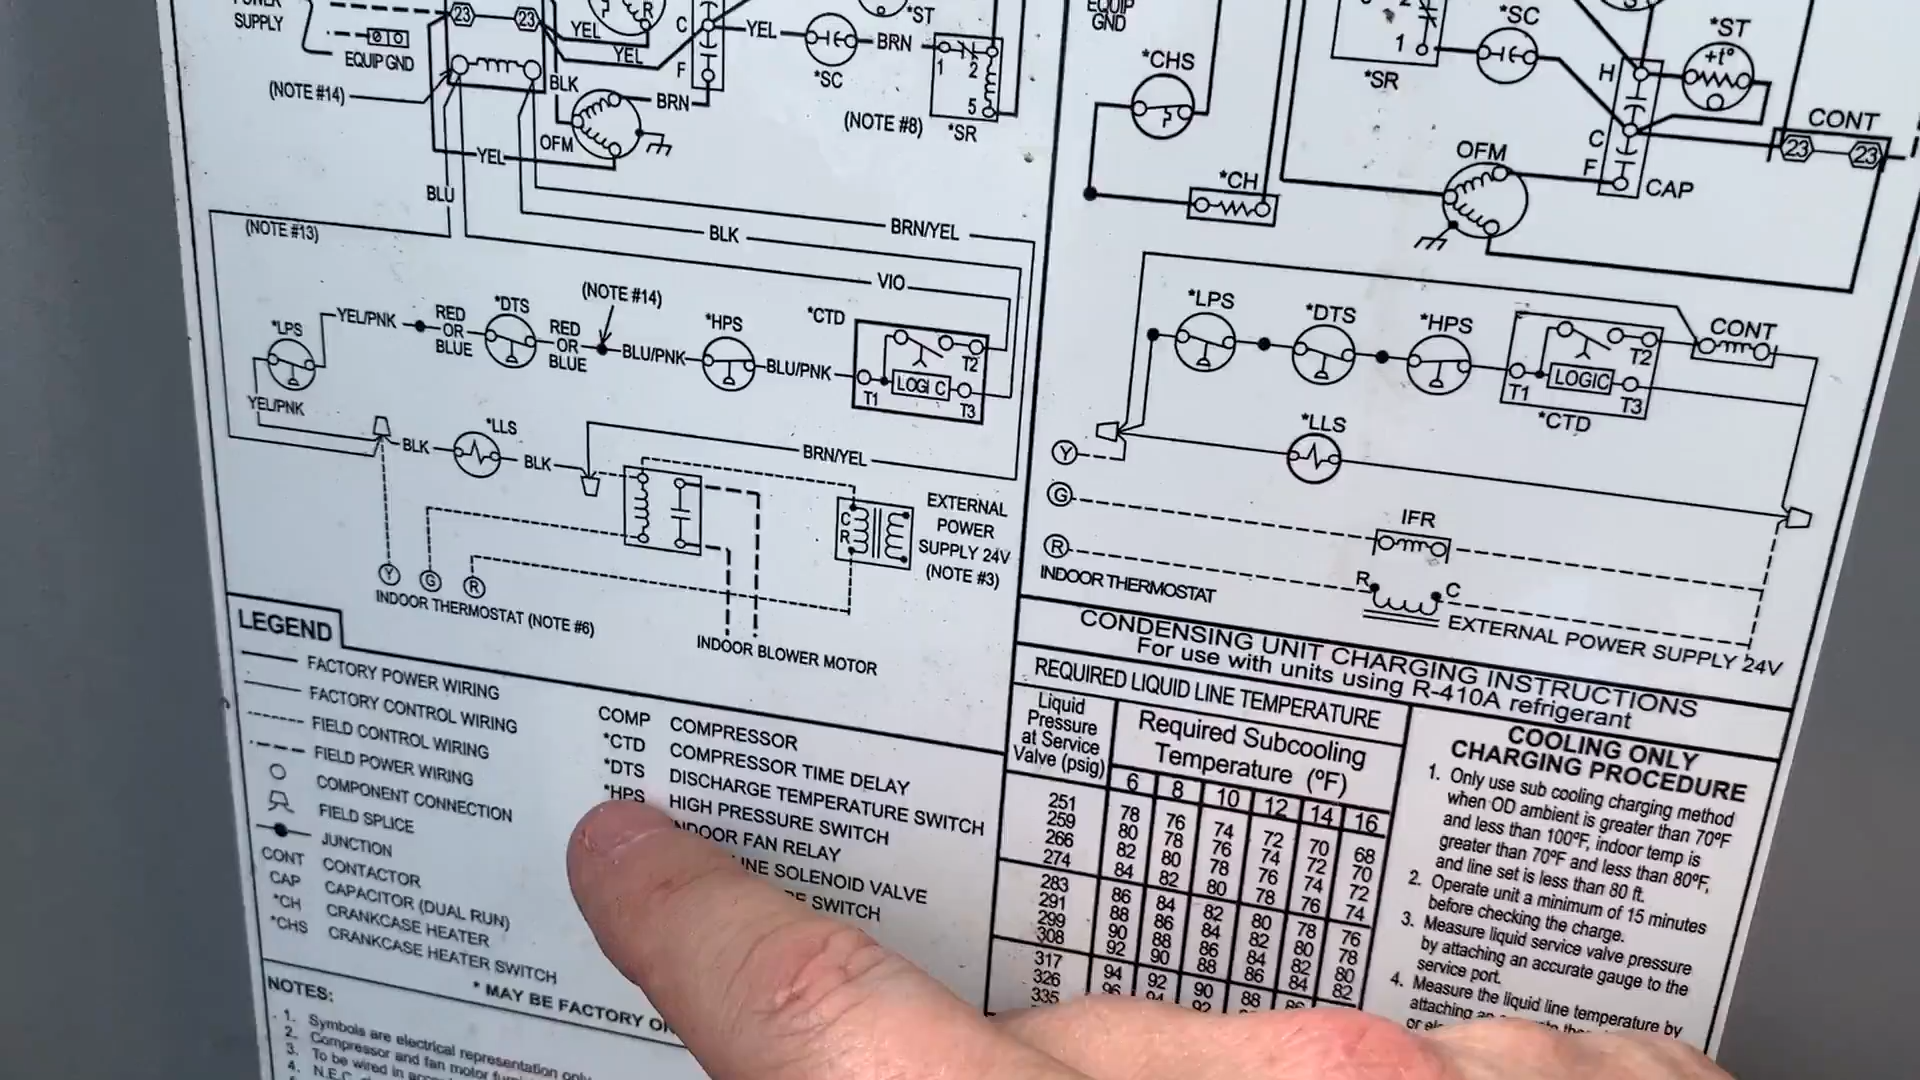 SUPPLY
EQUIP GND
(NOTE #14)
23
23
YEL
YEL
BLK
OFM
YEL
BRN
C
F
R
YEL
*SC
BRN
*ST
1
2
5
*SR
(NOTE #8)
BLU
(NOTE #13)
BRN/YEL
BLK
VIO
*LPS
YEL/PNK
RED
OR
BLUE
*DTS
RED
OR
BLUE
(NOTE #14)
BLU/PNK
*HPS
BLU/PNK
*CTD
LOGIC
T1
T2
T3
YEL/PNK
BLK
*LLS
BLK
BRN/YEL
C
R
EXTERNAL
POWER
SUPPLY 24V
(NOTE #3)
Y
G
R
INDOOR THERMOSTAT (NOTE #6)
INDOOR BLOWER MOTOR
EQUIP
GND
*CHS
*CH
1
2
*SR
*SC
*ST
+t°
H
C
F
CAP
CONT
23
23
OFM
*LPS
*DTS
*HPS
CONT
LOGIC
T1
T2
T3
*CTD
*LLS
Y
G
R
IFR
INDOOR THERMOSTAT
R
C
EXTERNAL POWER SUPPLY 24V
LEGEND
FACTORY POWER WIRING
FACTORY CONTROL WIRING
FIELD CONTROL WIRING
FIELD POWER WIRING
COMPONENT CONNECTION
FIELD SPLICE
JUNCTION
CONT CONTACTOR
CAP CAPACITOR (DUAL RUN)
*CH CRANKCASE HEATER
*CHS CRANKCASE HEATER SWITCH
COMP COMPRESSOR
*CTD COMPRESSOR TIME DELAY
*DTS DISCHARGE TEMPERATURE SWITCH
*HPS HIGH PRESSURE SWITCH
INDOOR FAN RELAY
LINE SOLENOID VALVE
SWITCH
* MAY BE FACTORY
NOTES:
1. Symbols are electrical representation only.
2. Compressor and fan motor
3. To be wired in
4. N.E.C.
CONDENSING UNIT CHARGING INSTRUCTIONS
For use with units using R-410A refrigerant
REQUIRED LIQUID LINE TEMPERATURE
Liquid
Pressure
at Service
Valve (psig)
Required Subcooling
Temperature (ºF)
6 8 10 12 14 16
251 78 76 74 72 70 68
259 80 78 76 74 72 70
266 82 80 78 76 74 72
274 84 82 80 78 76 74
283 86 84 82 80 78 76
291 88 86 84 82 80 78
299 90 88 86 84 82 80
308 92 90 88 86 84 82
317 94 92 90 88
326
335
COOLING ONLY
CHARGING PROCEDURE
1. Only use sub cooling charging method
when OD ambient is greater than 70ºF
and less than 100ºF, indoor temp is
greater than 70ºF and less than 80ºF,
and line set is less than 80 ft.
2. Operate unit a minimum of 15 minutes
before checking the charge.
3. Measure liquid service valve pressure
by attaching an accurate gauge to the
service port.
4. Measure the liquid line temperature by
attaching